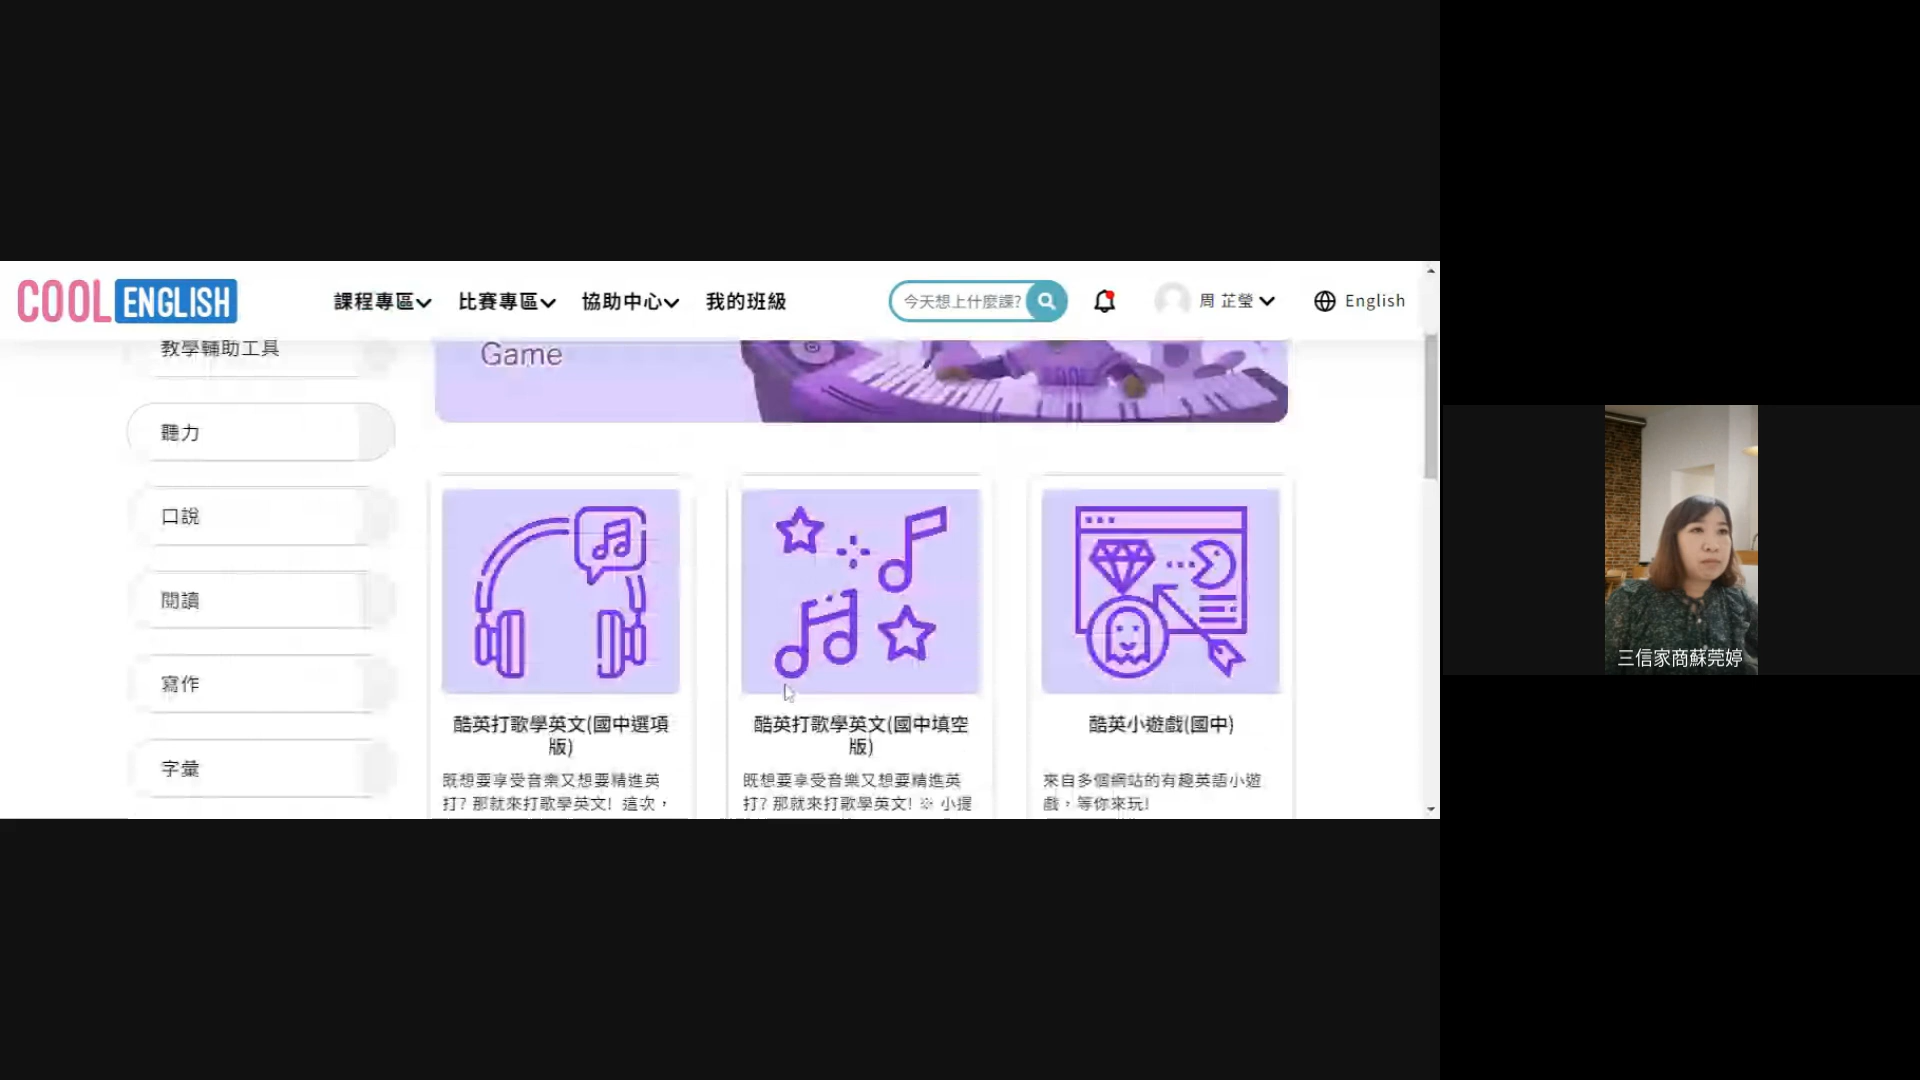 COOL ENGLISH
課程專區
比賽專區
協助中心
我的班級
今天想上什麼課?
周 芷瑩
English
教學輔助工具
聽力
口說
閱讀
寫作
字彙
Game
COOL
酷英打歌學英文(國中選項
版)
既想要享受音樂又想要精進英
打? 那就來打歌學英文! 這次，
酷英打歌學英文(國中填空
版)
既想要享受音樂又想要精進英
打? 那就來打歌學英文! ※ 小提
酷英小遊戲(國中)
來自多個網站的有趣英語小遊
戲，等你來玩!
三信家商蘇莞婷